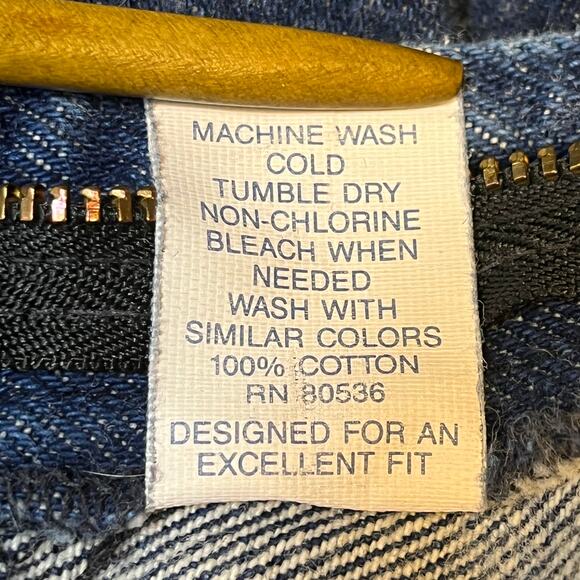 MACHINE WASH
COLD
TUMBLE DRY
NON-CHLORINE
BLEACH WHEN
NEEDED
WASH WITH
SIMILAR COLORS
100% COTTON
RN 80536
DESIGNED FOR AN
EXCELLENT FIT